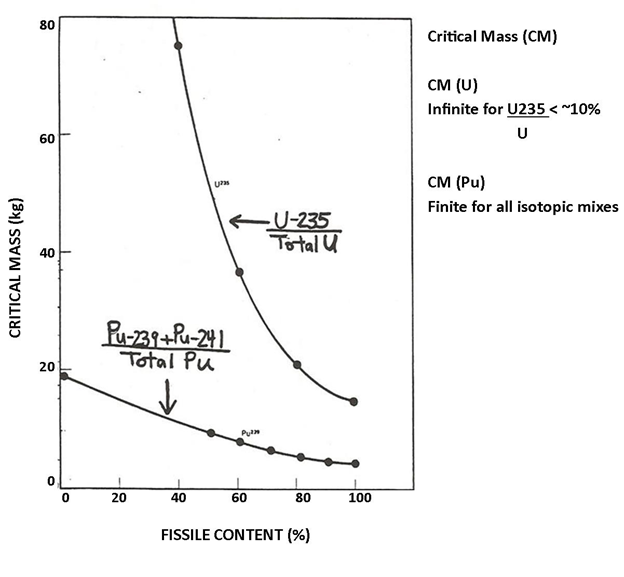 80
60
40
20
0
CRITICAL MASS (kg)
U²³⁵
U-235
Total U
Pu-239+Pu-241
Total Pu
Pu²³⁹
0 20 40 60 80 100
FISSILE CONTENT (%)
Critical Mass (CM)
CM (U)
Infinite for U235 < ~10%
U
CM (Pu)
Finite for all isotopic mixes